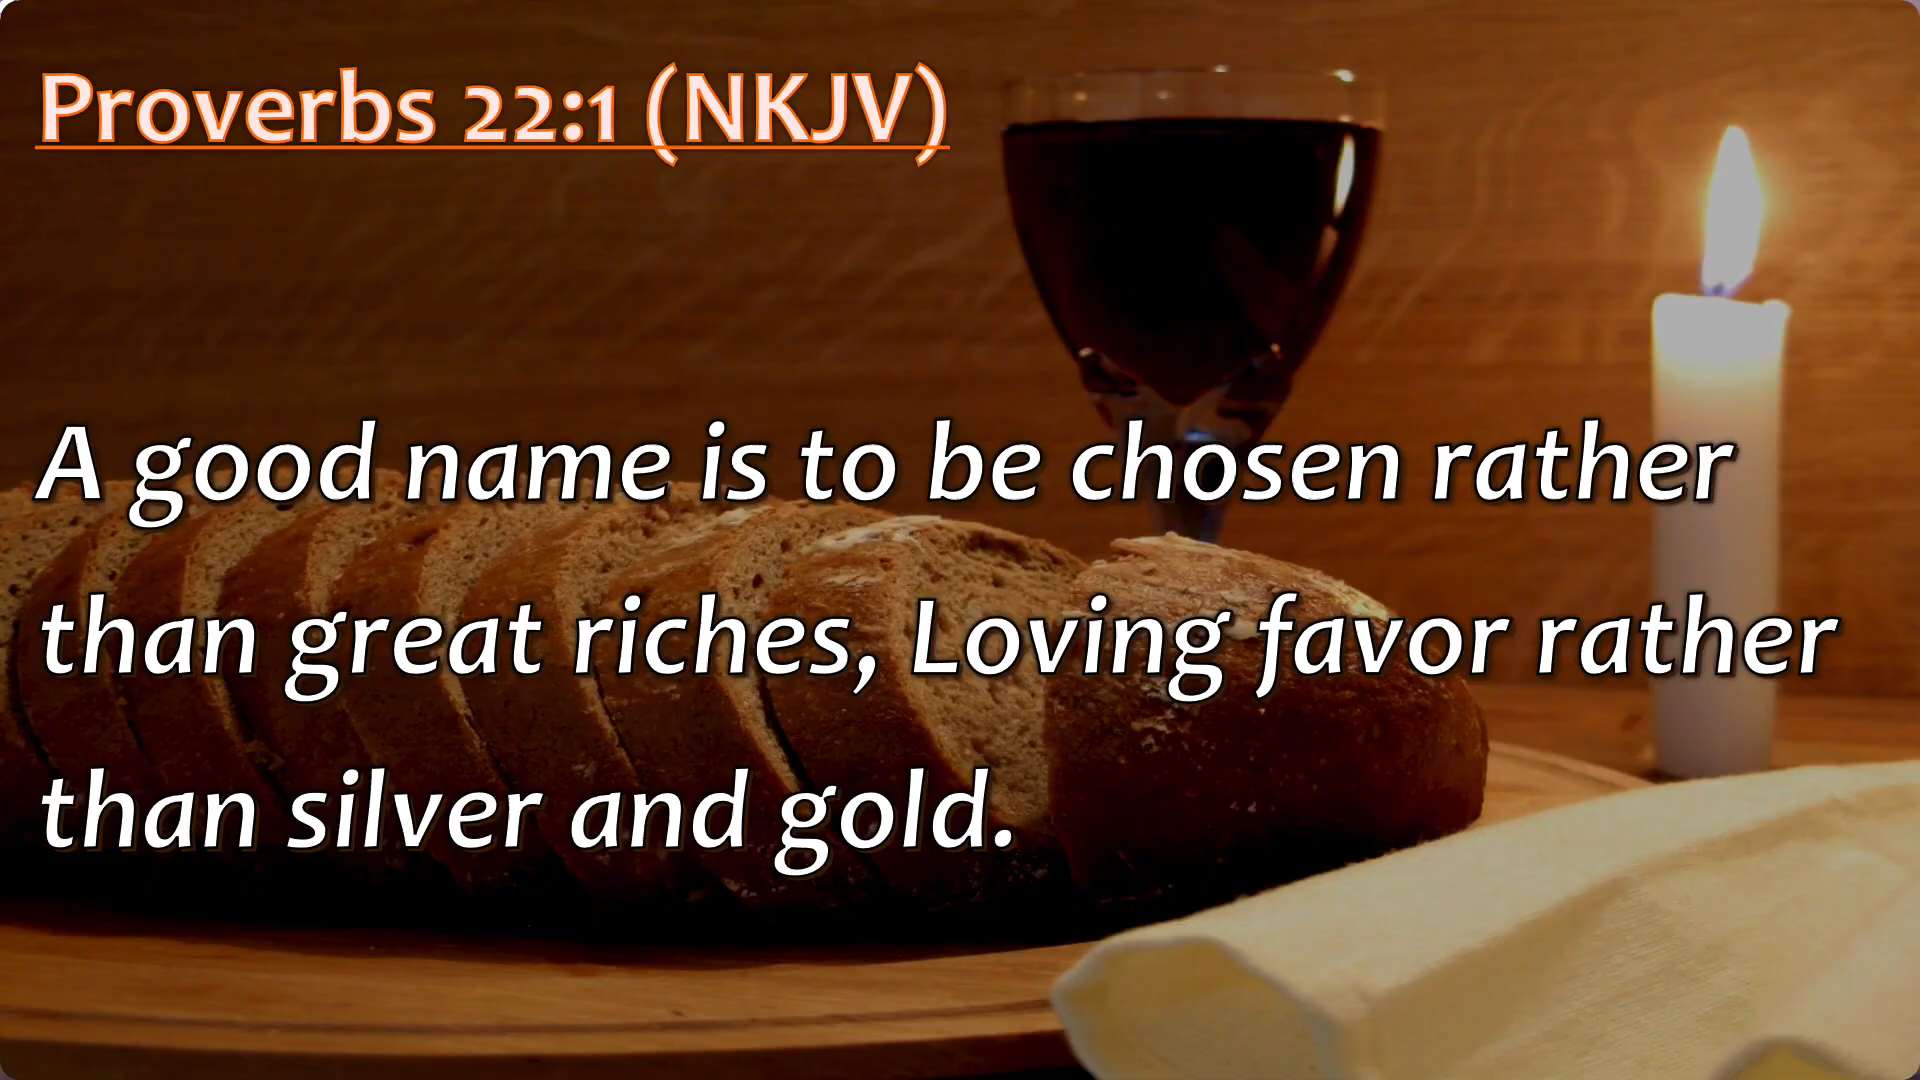 Proverbs 22:1 (NKJV)
A good name is to be chosen rather
than great riches, Loving favor rather
than silver and gold.